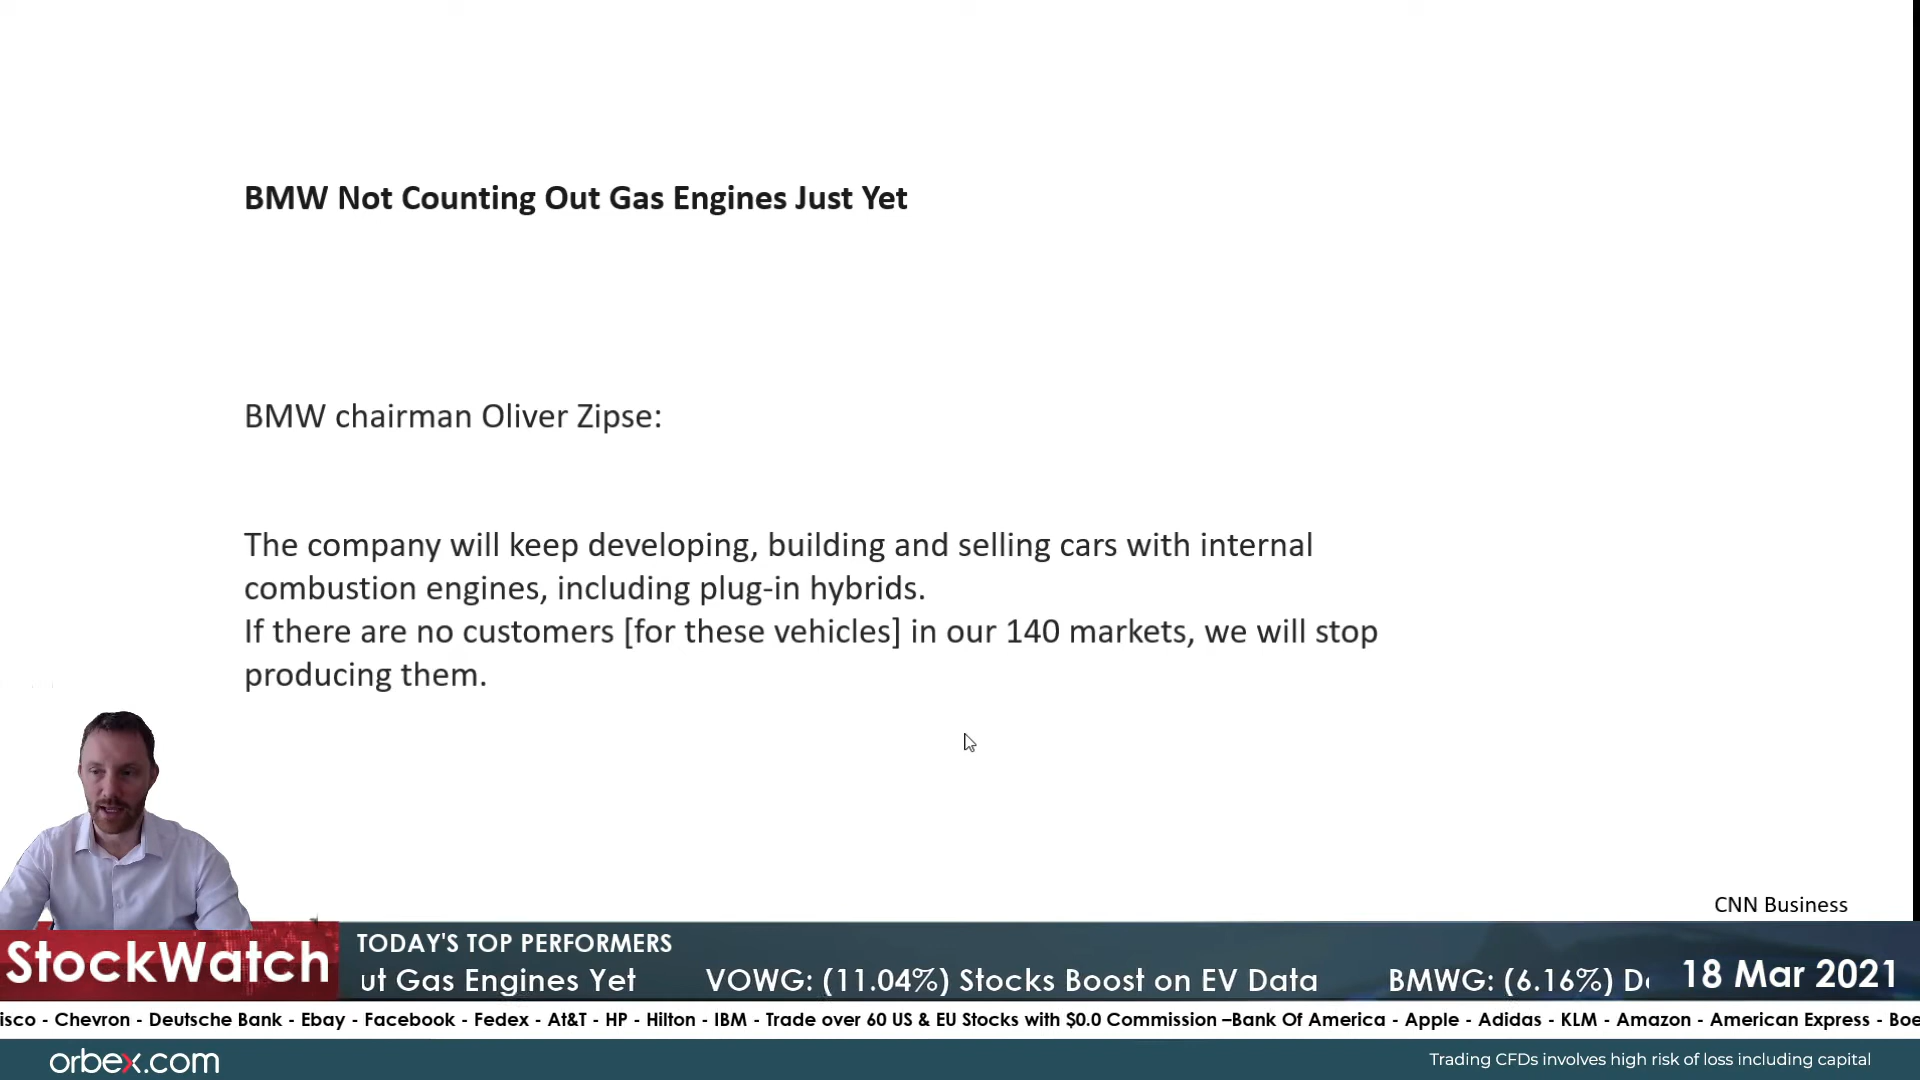 BMW Not Counting Out Gas Engines Just Yet
BMW chairman Oliver Zipse:
The company will keep developing, building and selling cars with internal
combustion engines, including plug-in hybrids.
If there are no customers [for these vehicles] in our 140 markets, we will stop
producing them.
CNN Business
StockWatch
TODAY'S TOP PERFORMERS
ut Gas Engines Yet VOWG: (11.04%) Stocks Boost on EV Data BMWG: (6.16%)
18 Mar 2021
isco - Chevron - Deutsche Bank - Ebay - Facebook - Fedex - At&T - HP - Hilton - IBM - Trade over 60 US & EU Stocks with $0.0 Commission –Bank Of America - Apple - Adidas - KLM - Amazon - American Express - Boe
orbex.com
Trading CFDs involves high risk of loss including capital